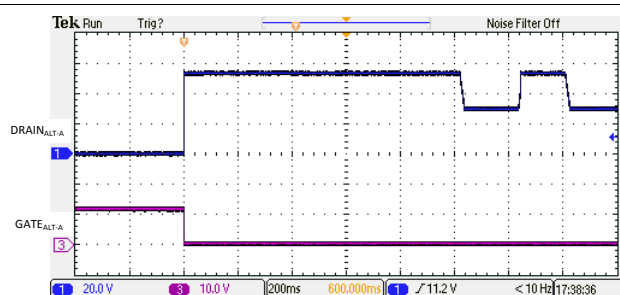 Tek Run Trig? Noise Filter Off
T
DRAINALT-A
1
GATEALT-A
3
1 20.0 V 3 10.0 V 200ms 600.000ms 1 ∫ 11.2 V < 10 Hz 17:38:36